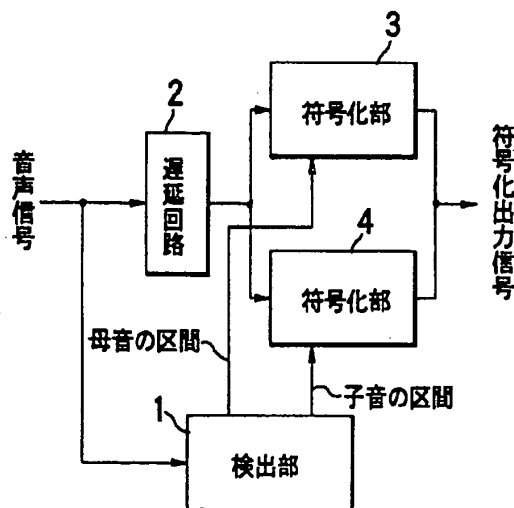 3
符号化部
2
遅延回路
音声信号
符号化出力信号
4
符号化部
母音の区間
子音の区間
1
検出部